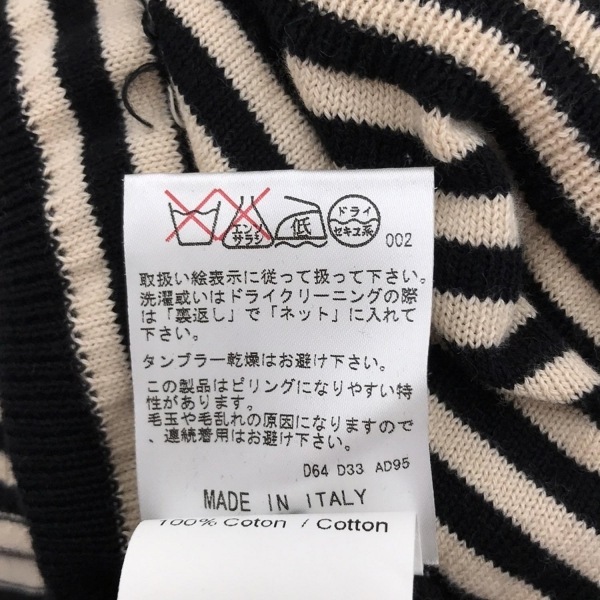 エンソ
サラシ
低
ドライ
セキユ系
002
取扱い絵表示に従って扱って下さい。
洗濯或いはドライクリーニングの際
は「裏返し」で「ネット」に入れて
下さい。
タンブラー乾燥はお避け下さい。
この製品はピリングになりやすい特
性があります。
毛玉や毛乱れの原因になりますので
、連続着用はお避け下さい。
D64 D33 AD95
MADE IN ITALY
100% Coton / Cotton